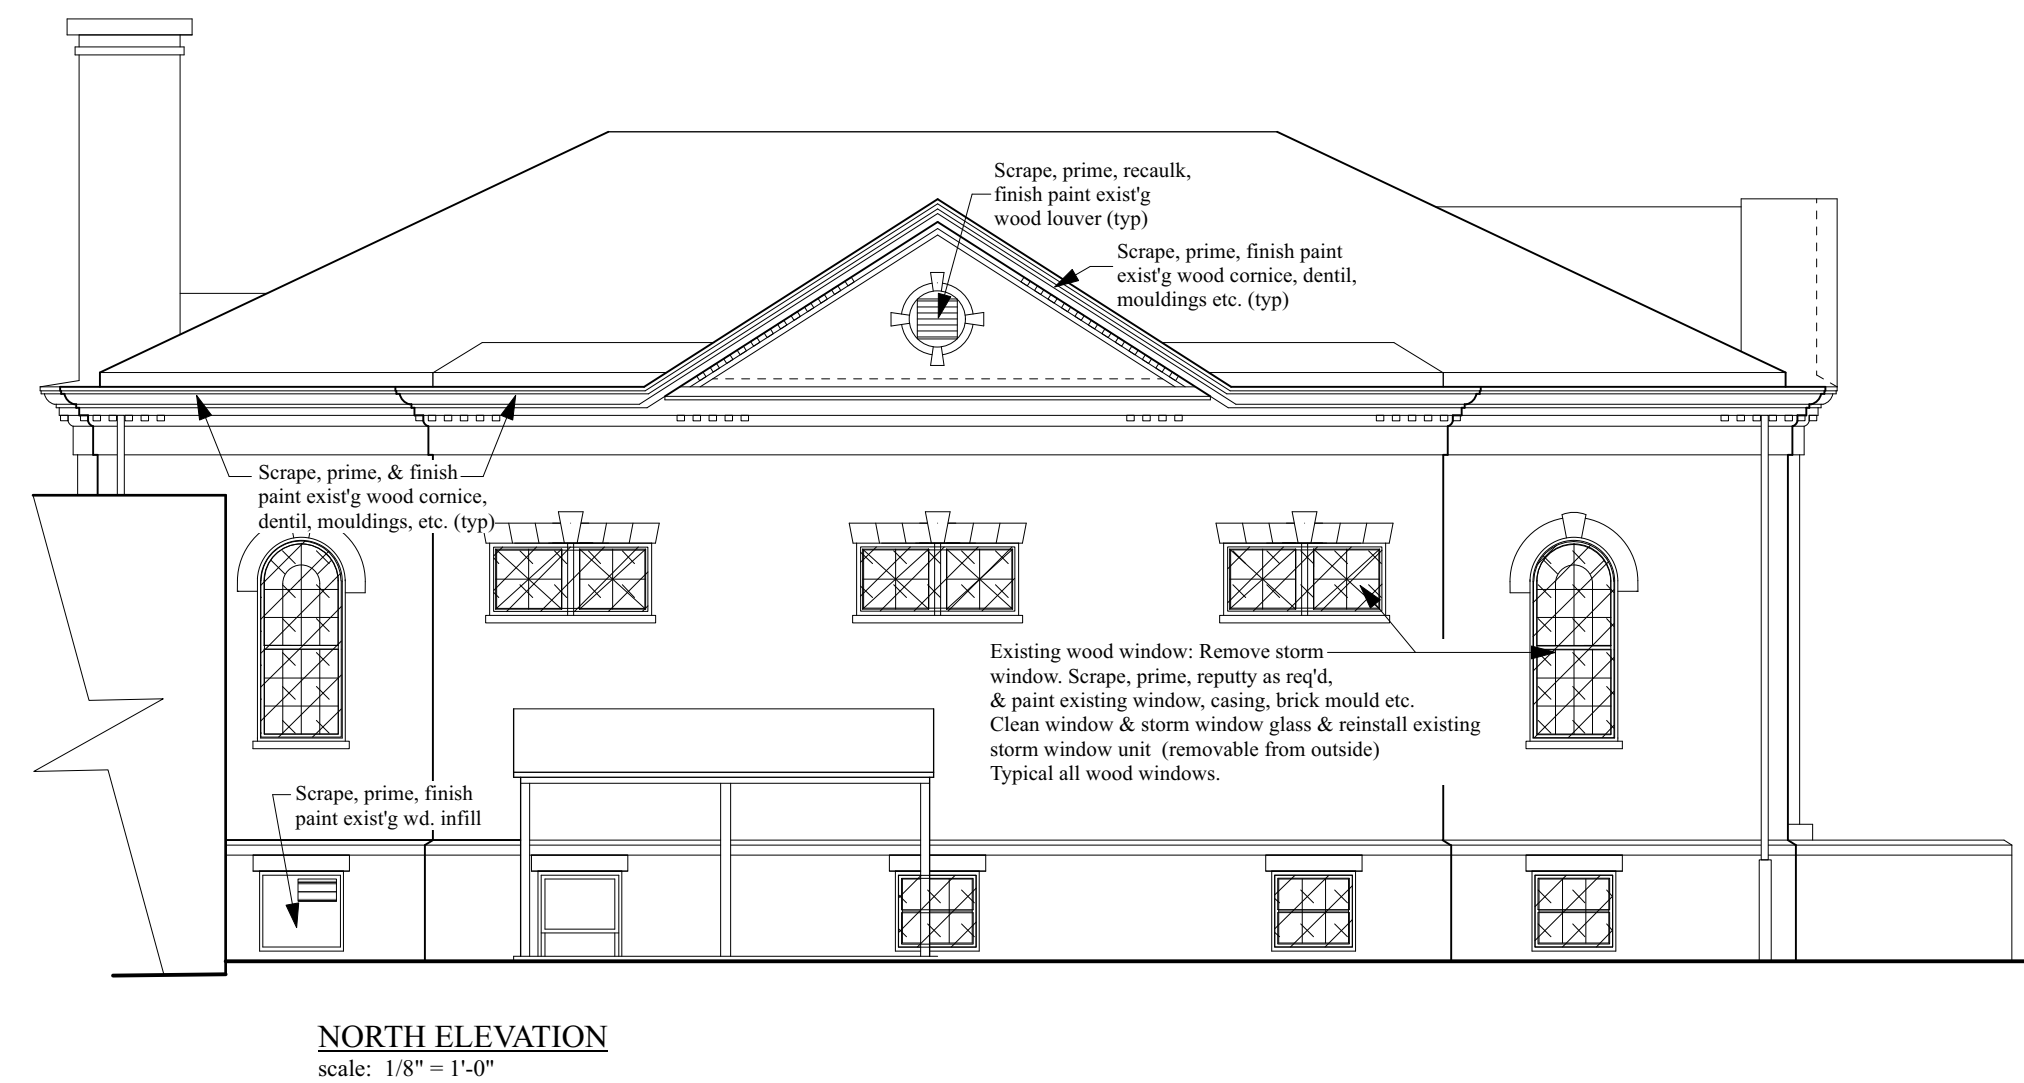 Scrape, prime, recaulk,
finish paint exist'g
wood louver (typ)
Scrape, prime, finish paint
exist'g wood cornice, dentil,
mouldings etc. (typ)
Scrape, prime, & finish
paint exist'g wood cornice,
dentil, mouldings, etc. (typ)
Existing wood window: Remove storm
window. Scrape, prime, reputty as req'd,
& paint existing window, casing, brick mould etc.
Clean window & storm window glass & reinstall existing
storm window unit (removable from outside)
Typical all wood windows.
Scrape, prime, finish
paint exist'g wd. infill
NORTH ELEVATION
scale: 1/8" = 1'-0"